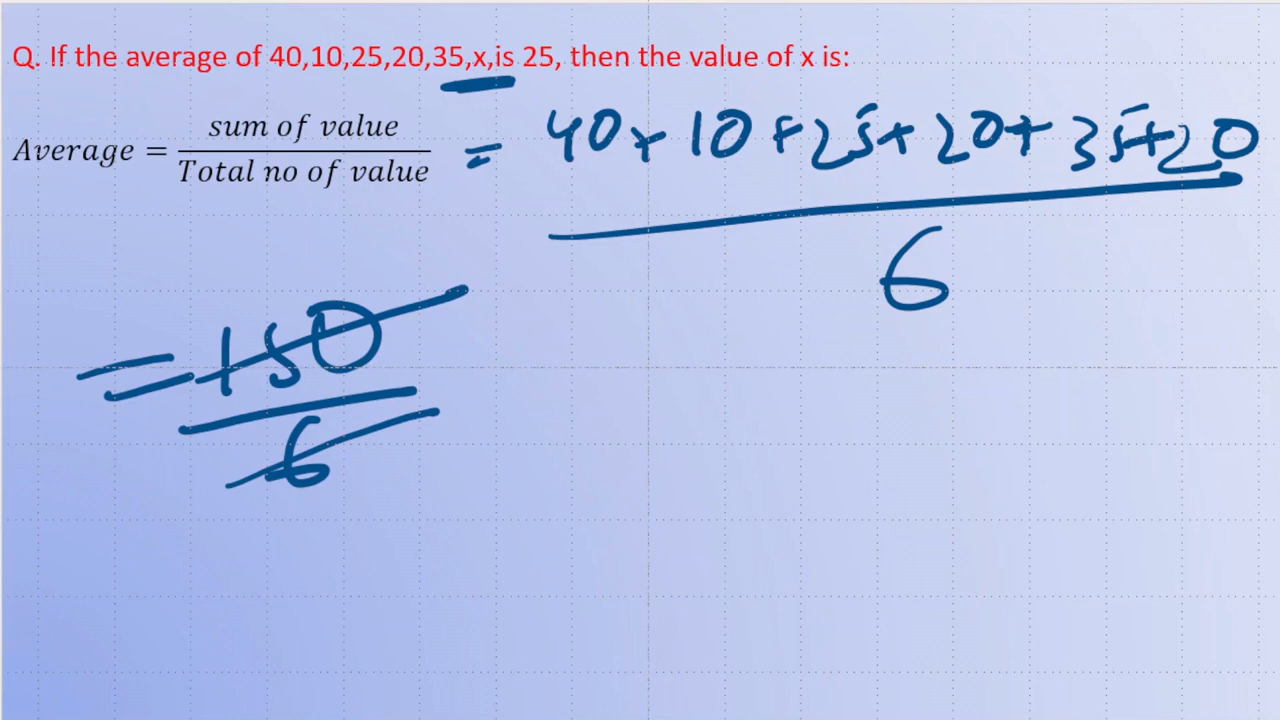 Q. If the average of 40,10,25,20,35,x,is 25, then the value of x is:
Average = sum of value / Total no of value = 40+10+25+20+35+20 / 6
= 150 / 6